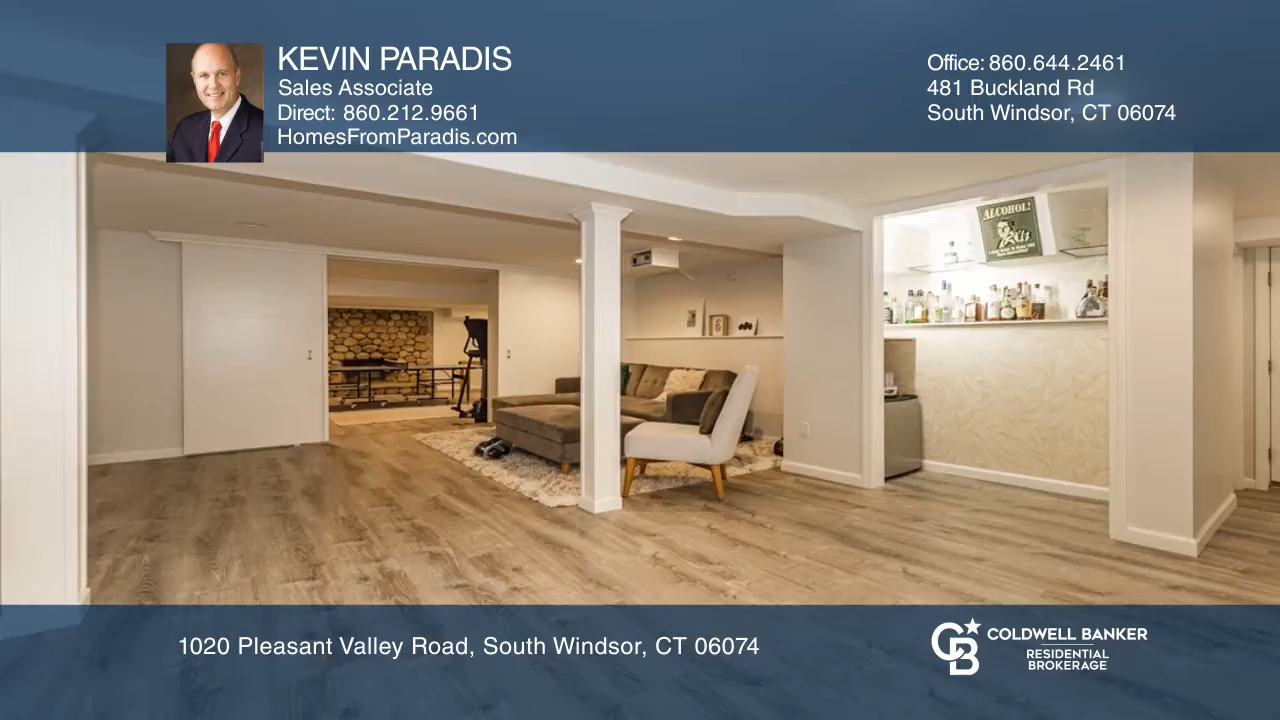 KEVIN PARADIS
Sales Associate
Direct: 860.212.9661
HomesFromParadis.com
Office: 860.644.2461
481 Buckland Rd
South Windsor, CT 06074
ALCOHOL!
1020 Pleasant Valley Road, South Windsor, CT 06074
COLDWELL BANKER
RESIDENTIAL
BROKERAGE